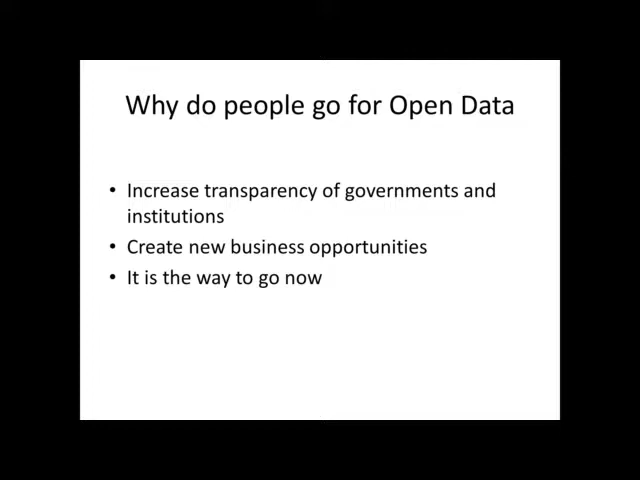 Why do people go for Open Data
• Increase transparency of governments and
institutions
• Create new business opportunities
• It is the way to go now